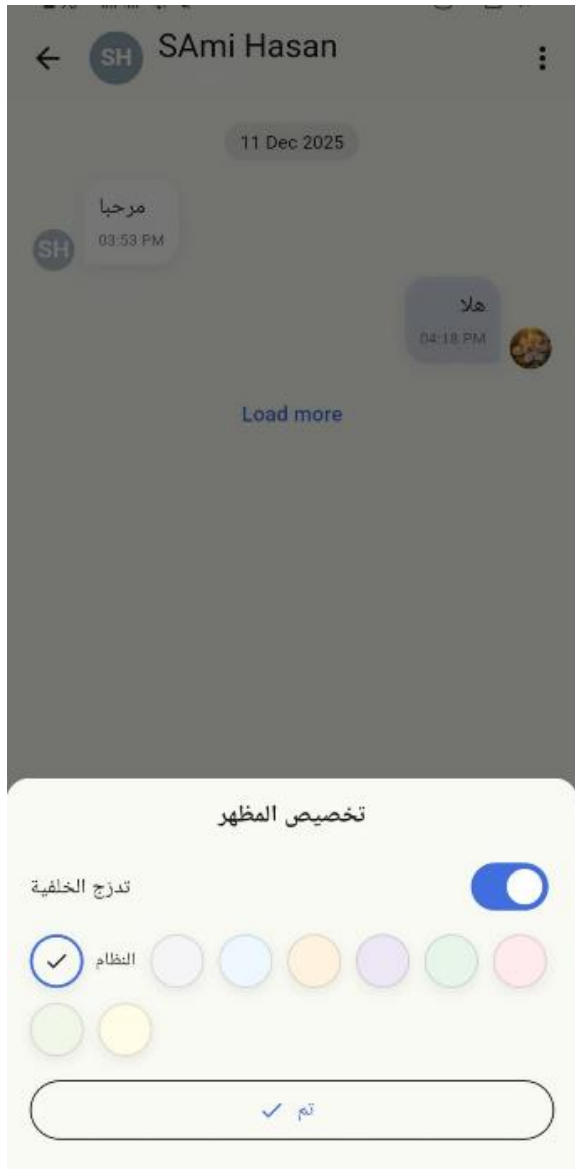 SH SAmi Hasan
11 Dec 2025
مرحبا
03:53 PM
SH
هلا
04:18 PM
Load more
تخصيص المظهر
تدرّج الخلفية
النظام
تم